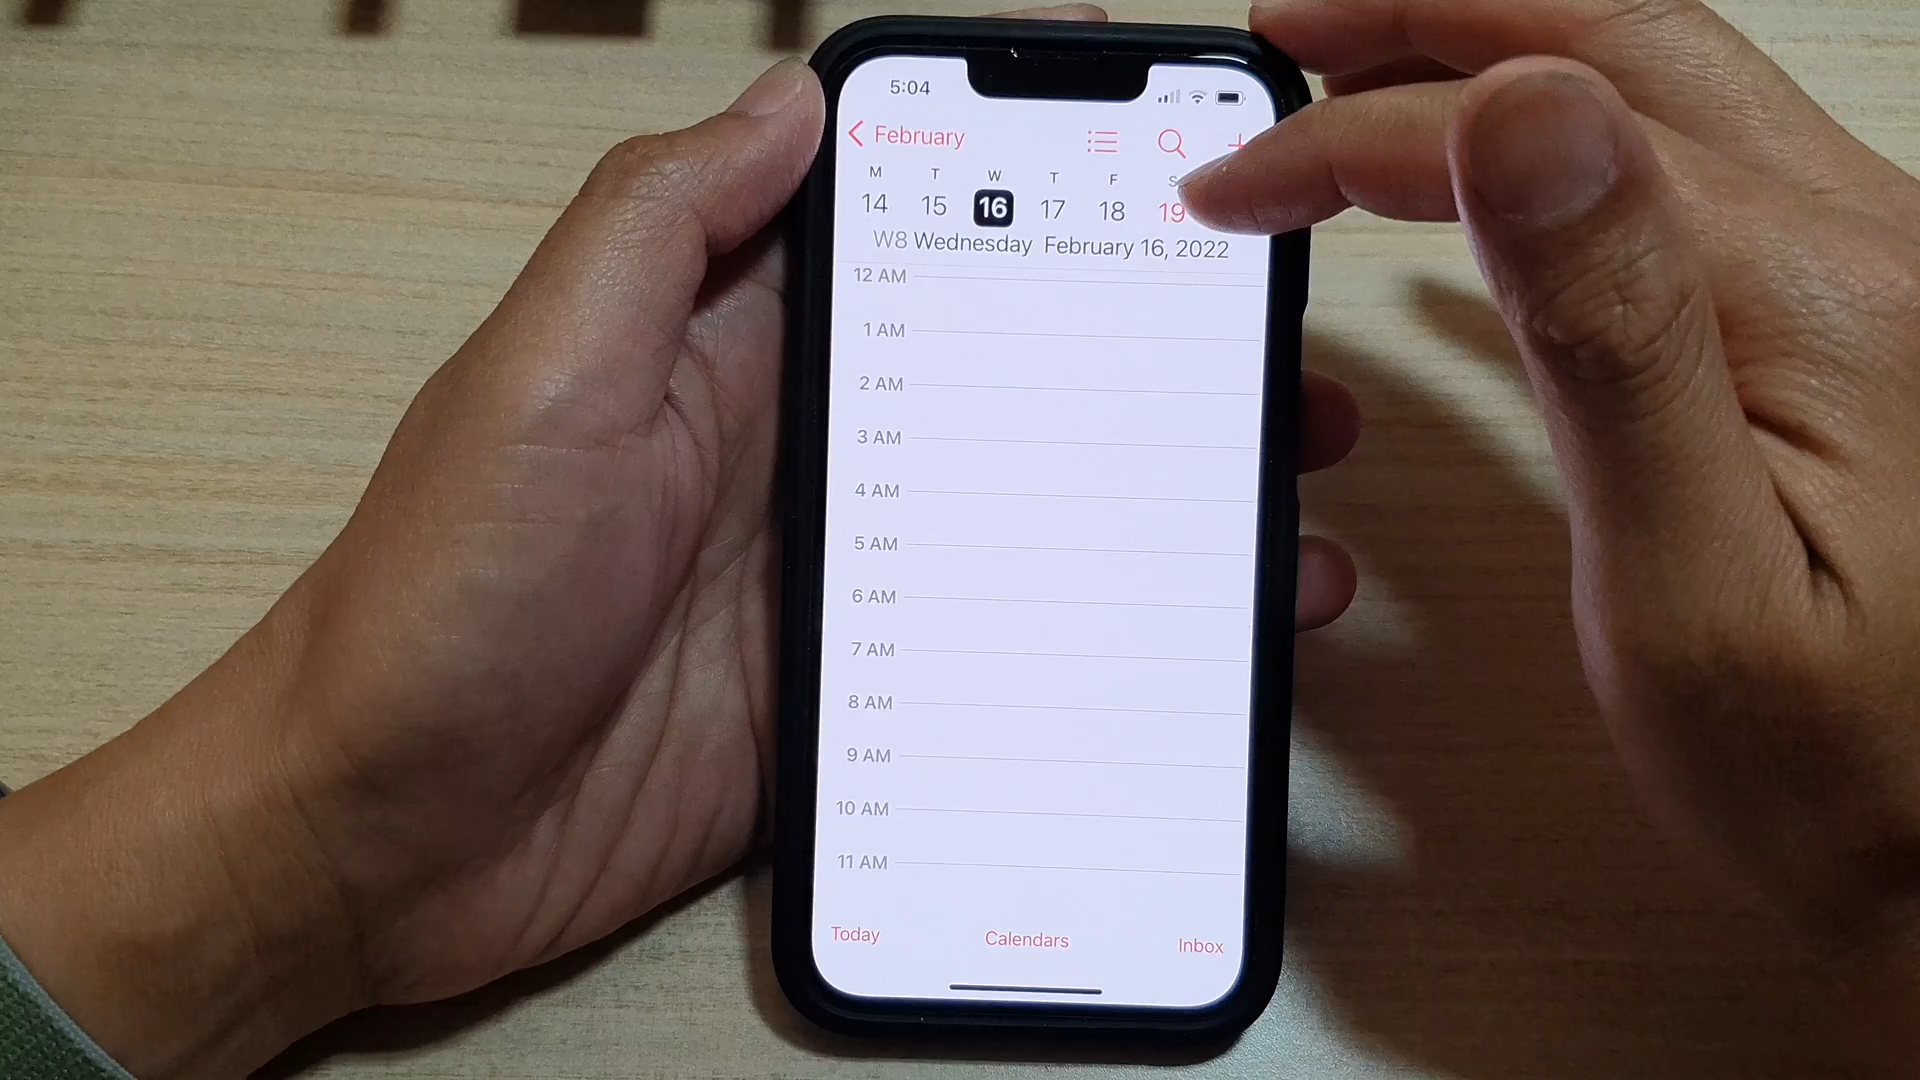 5:04
February
M T W T F S
14 15 16 17 18 19
W8 Wednesday February 16, 2022
12 AM
1 AM
2 AM
3 AM
4 AM
5 AM
6 AM
7 AM
8 AM
9 AM
10 AM
11 AM
Today Calendars Inbox